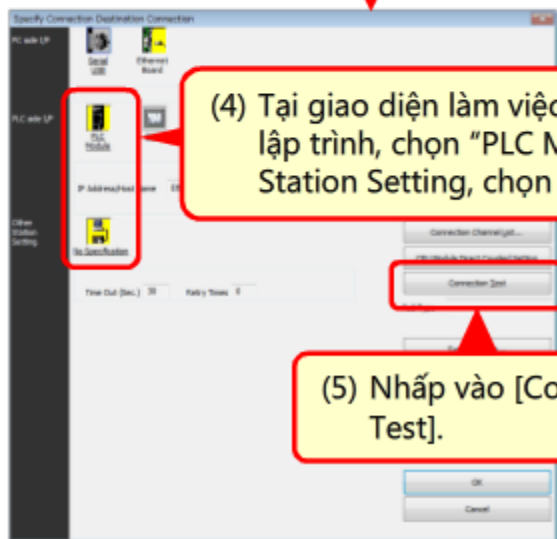 Specify Connection Destination Connection
PC side I/F
Serial
USB
Ethernet
Board
(4) Tại giao diện làm việc
lập trình, chọn "PLC M
Station Setting, chọn
PLC side I/F
PLC
Module
IP Address/Host Name
Other
Station
Setting
No Specification
Connection Channel List...
Time Out (Sec.) 30 Retry Times 0
Connection Test
(5) Nhấp vào [Co
Test].
OK
Cancel